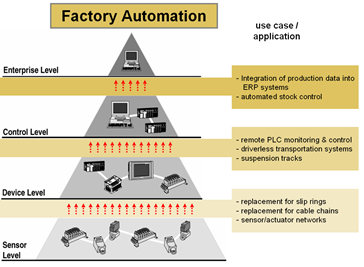 Factory Automation
use case /
application
Enterprise Level
- Integration of production data into
ERP systems
- automated stock control
Control Level
- remote PLC monitoring & control
- driverless transportation systems
- suspension tracks
Device Level
- replacement for slip rings
- replacement for cable chains
- sensor/actuator networks
Sensor
Level